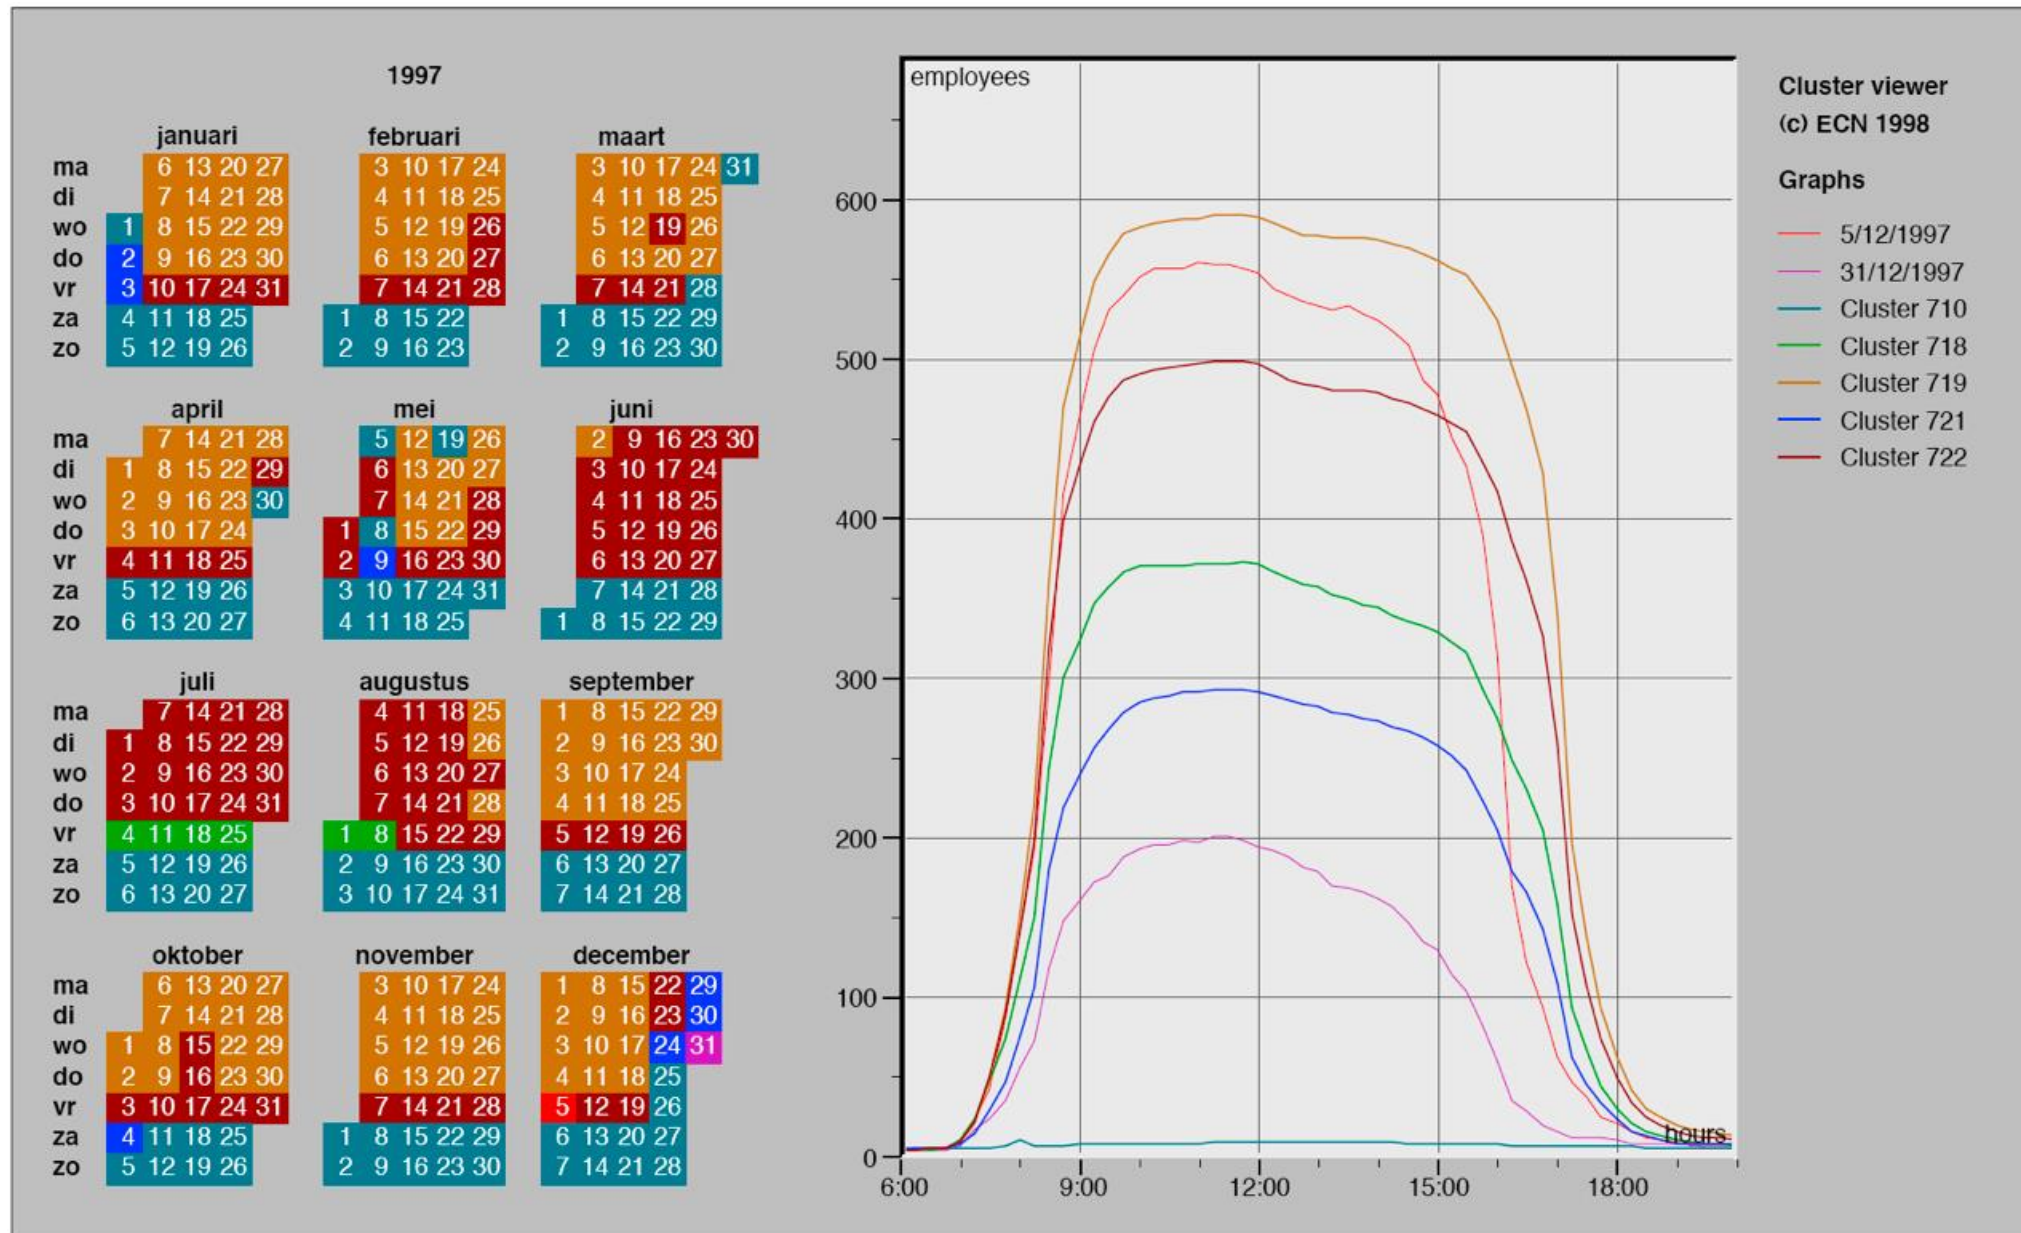 1997
januari februari maart
ma 6 13 20 27 3 10 17 24 3 10 17 24 31
di 7 14 21 28 4 11 18 25 4 11 18 25
wo 1 8 15 22 29 5 12 19 26 5 12 19 26
do 2 9 16 23 30 6 13 20 27 6 13 20 27
vr 3 10 17 24 31 7 14 21 28 7 14 21 28
za 4 11 18 25 1 8 15 22 1 8 15 22 29
zo 5 12 19 26 2 9 16 23 2 9 16 23 30
april mei juni
ma 7 14 21 28 5 12 19 26 2 9 16 23 30
di 1 8 15 22 29 6 13 20 27 3 10 17 24
wo 2 9 16 23 30 7 14 21 28 4 11 18 25
do 3 10 17 24 1 8 15 22 29 5 12 19 26
vr 4 11 18 25 2 9 16 23 30 6 13 20 27
za 5 12 19 26 3 10 17 24 31 7 14 21 28
zo 6 13 20 27 4 11 18 25 1 8 15 22 29
juli augustus september
ma 7 14 21 28 4 11 18 25 1 8 15 22 29
di 1 8 15 22 29 5 12 19 26 2 9 16 23 30
wo 2 9 16 23 30 6 13 20 27 3 10 17 24
do 3 10 17 24 31 7 14 21 28 4 11 18 25
vr 4 11 18 25 1 8 15 22 29 5 12 19 26
za 5 12 19 26 2 9 16 23 30 6 13 20 27
zo 6 13 20 27 3 10 17 24 31 7 14 21 28
oktober november december
ma 6 13 20 27 3 10 17 24 1 8 15 22 29
di 7 14 21 28 4 11 18 25 2 9 16 23 30
wo 1 8 15 22 29 5 12 19 26 3 10 17 24 31
do 2 9 16 23 30 6 13 20 27 4 11 18 25
vr 3 10 17 24 31 7 14 21 28 5 12 19 26
za 4 11 18 25 1 8 15 22 29 6 13 20 27
zo 5 12 19 26 2 9 16 23 30 7 14 21 28
employees
600
500
400
300
200
100
0
hours
6:00 9:00 12:00 15:00 18:00
Cluster viewer
(c) ECN 1998
Graphs
5/12/1997
31/12/1997
Cluster 710
Cluster 718
Cluster 719
Cluster 721
Cluster 722